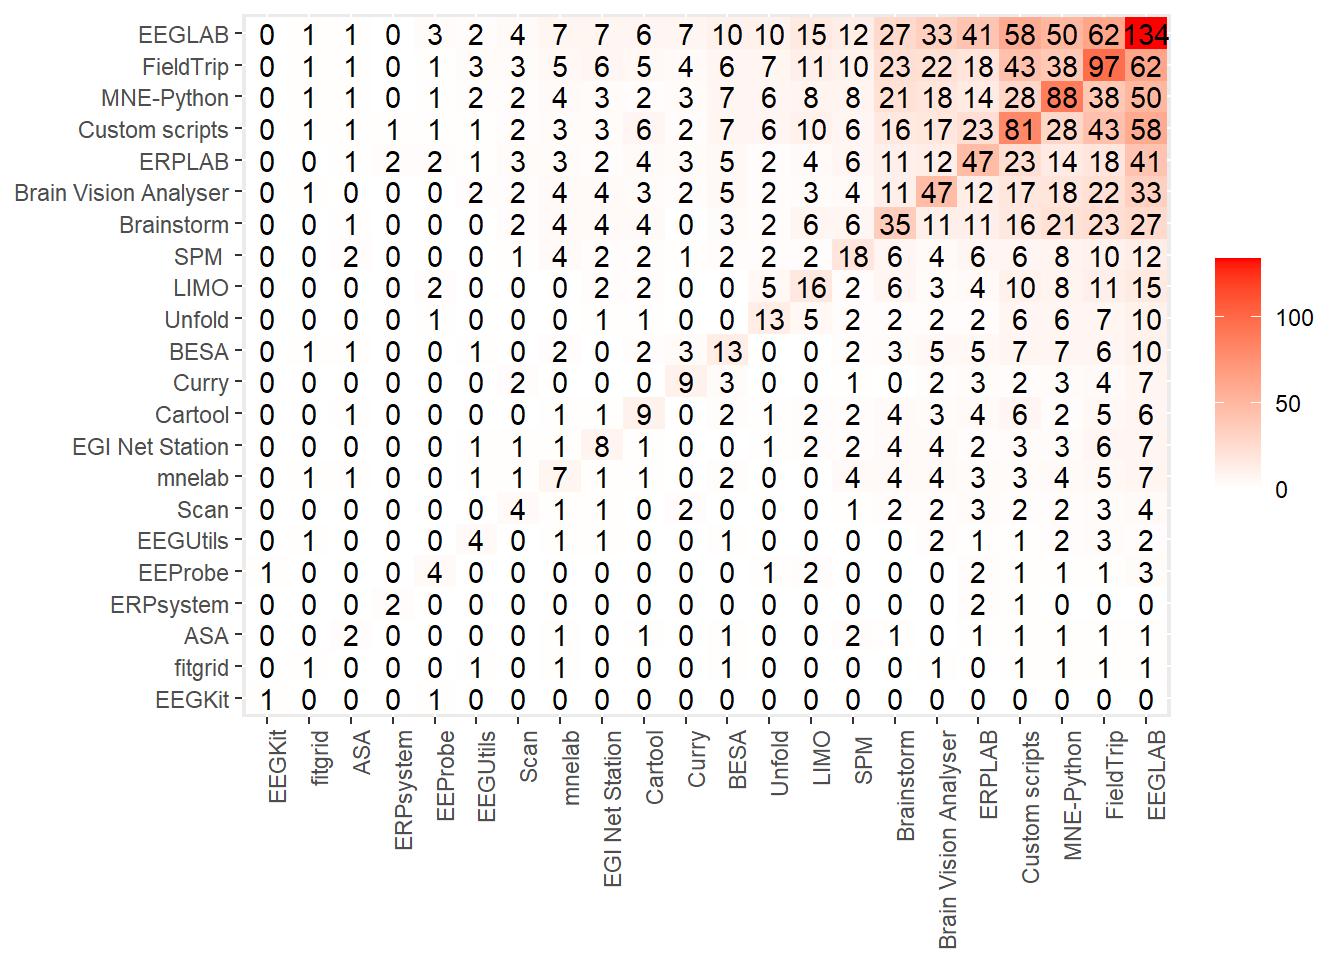 EEGLAB 0 1 1 0 3 2 4 7 7 6 7 10 10 15 12 27 33 41 58 50 62 134
FieldTrip 0 1 1 0 1 3 3 5 6 5 4 6 7 11 10 23 22 18 43 38 97 62
MNE-Python 0 1 1 0 1 2 2 4 3 2 3 7 6 8 8 21 18 14 28 88 38 50
Custom scripts 0 1 1 1 1 1 2 3 3 6 2 7 6 10 6 16 17 23 81 28 43 58
ERPLAB 0 0 1 2 2 1 3 3 2 4 3 5 2 4 6 11 12 47 23 14 18 41
Brain Vision Analyser 0 1 0 0 0 2 2 4 4 3 2 5 2 3 4 11 47 12 17 18 22 33
Brainstorm 0 0 1 0 0 0 2 4 4 4 0 3 2 6 6 35 11 11 16 21 23 27
SPM 0 0 2 0 0 0 1 4 2 2 1 2 2 2 18 6 4 6 6 8 10 12
LIMO 0 0 0 0 2 0 0 0 2 2 0 0 5 16 2 6 3 4 10 8 11 15
Unfold 0 0 0 0 1 0 0 0 1 1 0 0 13 5 2 2 2 2 6 6 7 10
BESA 0 1 1 0 0 1 0 2 0 2 3 13 0 0 2 3 5 5 7 7 6 10
100
Curry 0 0 0 0 0 0 2 0 0 0 9 3 0 0 1 0 2 3 2 3 4 7
50
Cartool 0 0 1 0 0 0 0 1 1 9 0 2 1 2 2 4 3 4 6 2 5 6
EGI Net Station 0 0 0 0 0 1 1 1 8 1 0 0 1 2 2 4 4 2 3 3 6 7
mnelab 0 1 1 0 0 1 1 7 1 1 0 2 0 0 4 4 4 3 3 4 5 7
0
Scan 0 0 0 0 0 0 4 1 1 0 2 0 0 0 1 2 2 3 2 2 3 4
EEGUtils 0 1 0 0 0 4 0 1 1 0 0 1 0 0 0 0 2 1 1 2 3 2
EEProbe 1 0 0 0 4 0 0 0 0 0 0 0 1 2 0 0 0 2 1 1 1 3
ERPsystem 0 0 0 2 0 0 0 0 0 0 0 0 0 0 0 0 0 2 1 0 0 0
ASA 0 0 2 0 0 0 0 1 0 1 0 1 0 0 2 1 0 1 1 1 1 1
fitgrid 0 1 0 0 0 1 0 1 0 0 0 1 0 0 0 0 1 0 1 1 1 1
EEGKit 1 0 0 0 1 0 0 0 0 0 0 0 0 0 0 0 0 0 0 0 0 0
EEGKit
fitgrid
ASA
ERPsystem
EEProbe
EEGUtils
Scan
mnelab
EGI Net Station
Cartool
Curry
BESA
Unfold
LIMO
SPM
Brainstorm
Brain Vision Analyser
ERPLAB
Custom scripts
MNE-Python
FieldTrip
EEGLAB